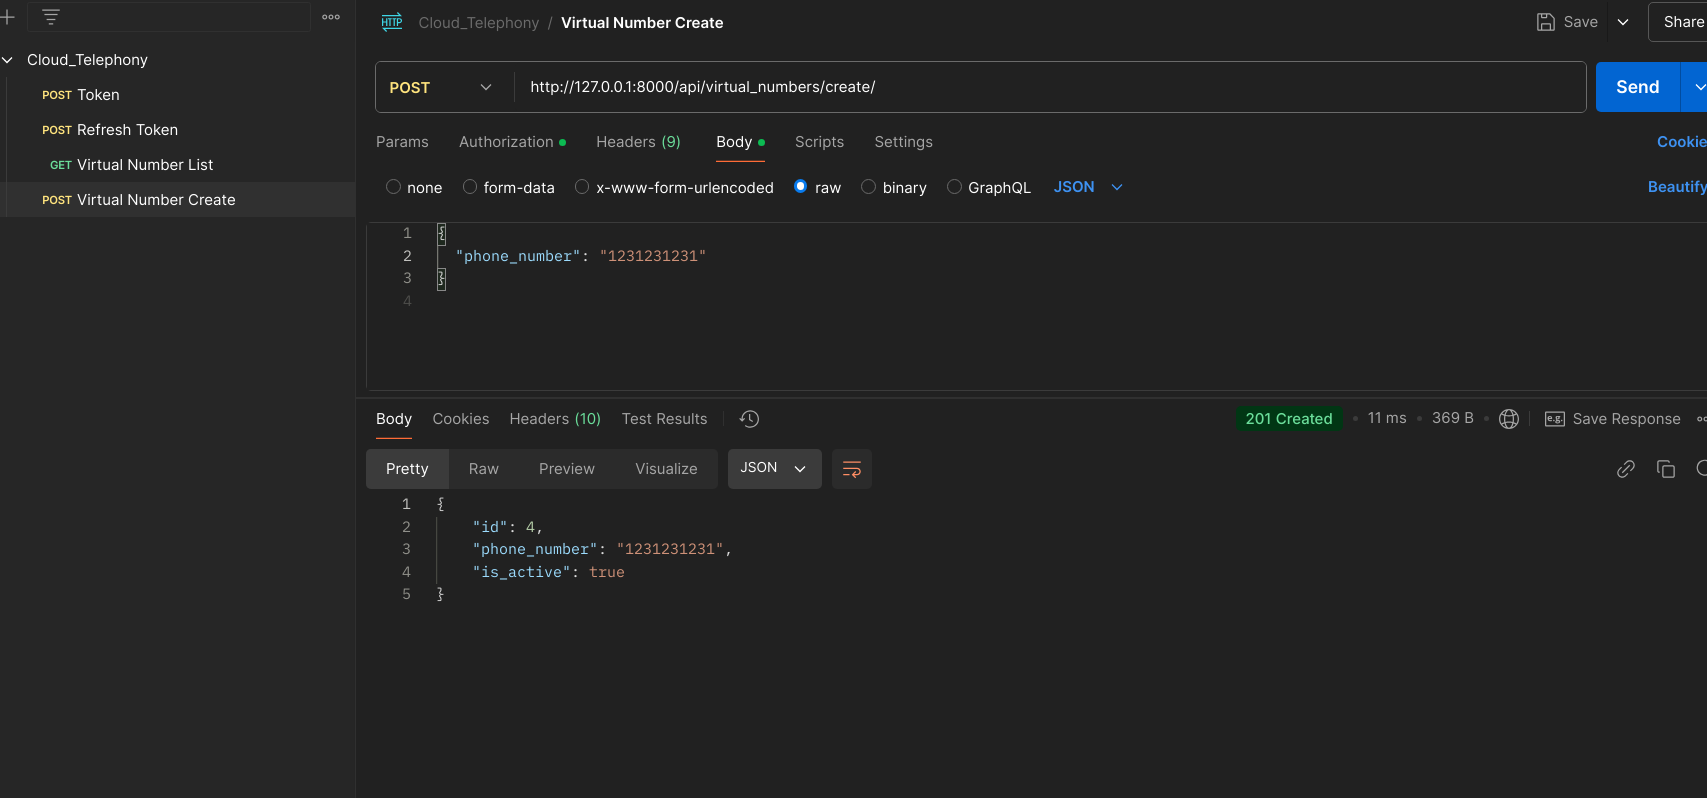 HTTP Cloud_Telephony / Virtual Number Create
Save
Share
Cloud_Telephony
POST Token
POST Refresh Token
GET Virtual Number List
POST Virtual Number Create
POST http://127.0.0.1:8000/api/virtual_numbers/create/
Send
Params Authorization Headers (9) Body Scripts Settings
Cookie
none form-data x-www-form-urlencoded raw binary GraphQL JSON
Beautify
1 {
2 "phone_number": "1231231231"
3 }
4
Body Cookies Headers (10) Test Results
201 Created • 11 ms • 369 B • e.g. Save Response
Pretty Raw Preview Visualize JSON
1 {
2 "id": 4,
3 "phone_number": "1231231231",
4 "is_active": true
5 }